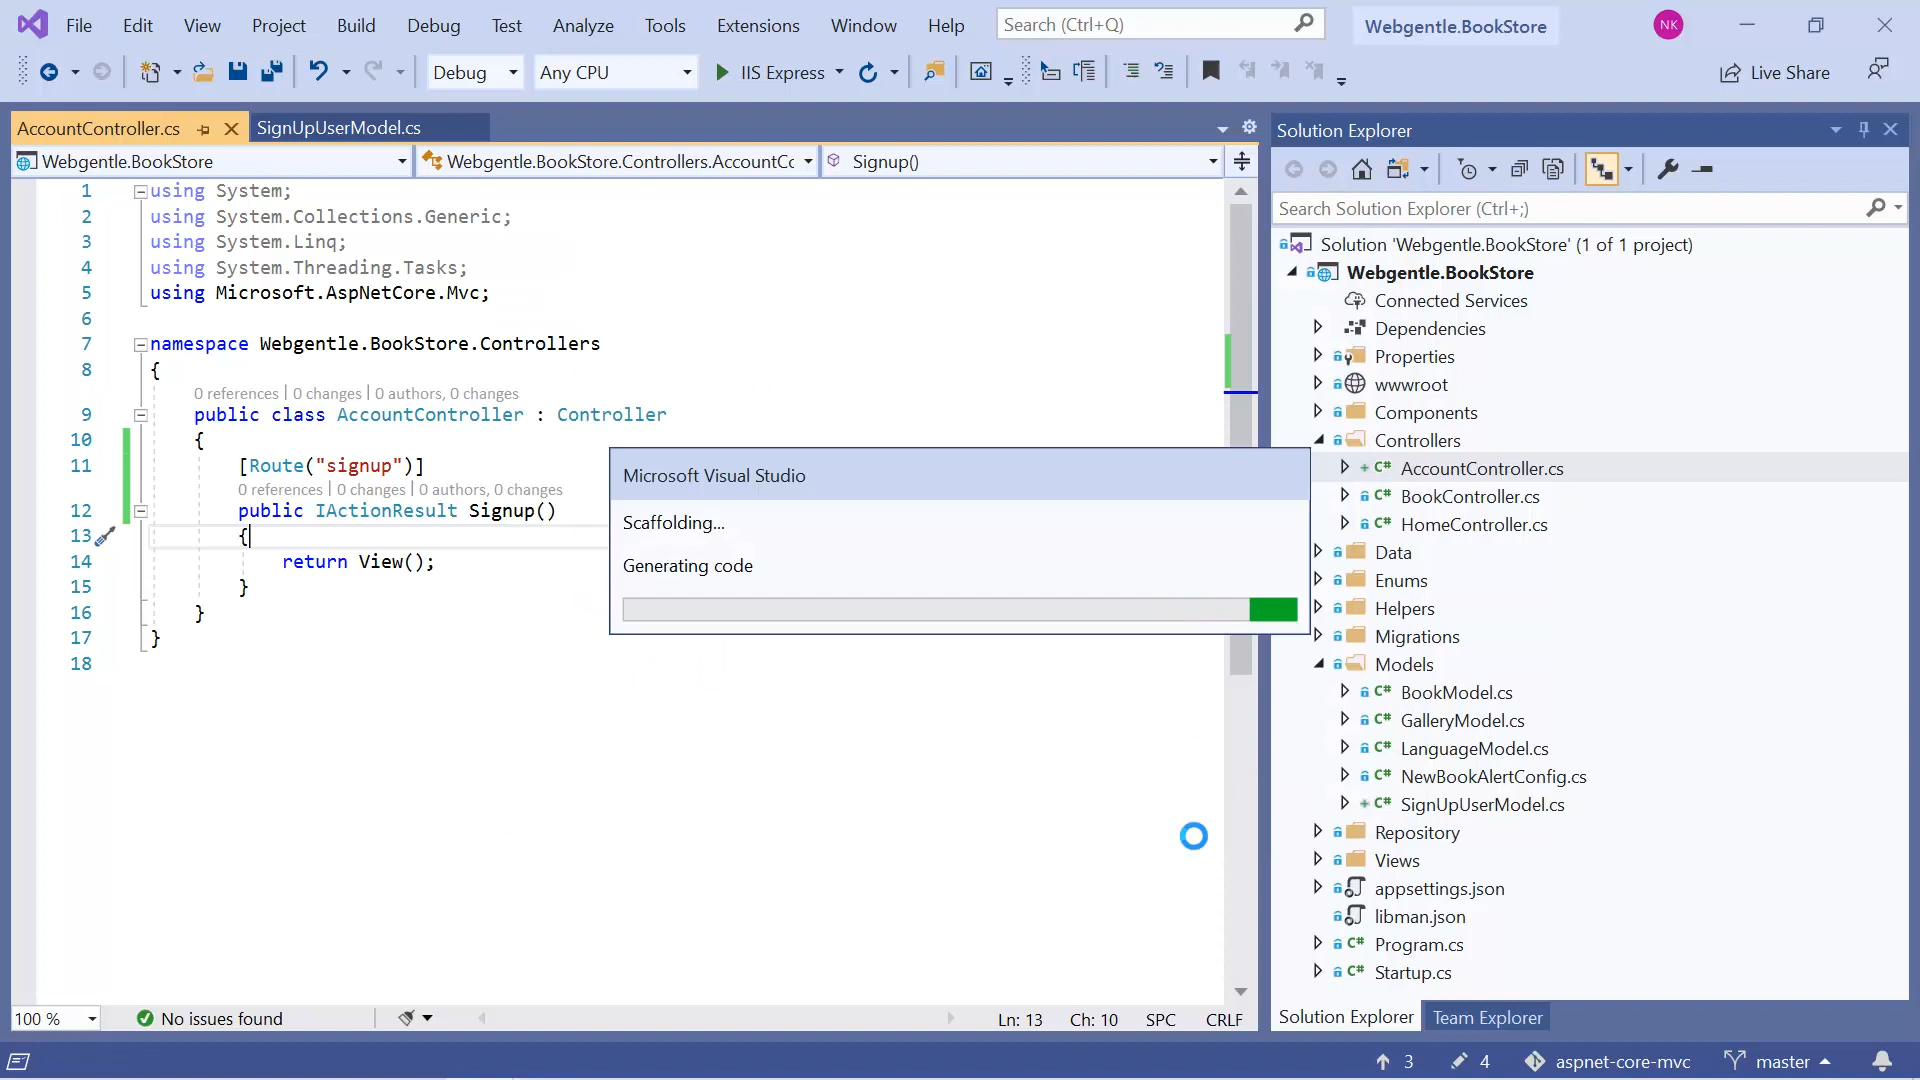 File Edit View Project Build Debug Test Analyze Tools Extensions Window Help Search (Ctrl+Q) Webgentle.BookStore NK
Debug Any CPU IIS Express Live Share
AccountController.cs SignUpUserModel.cs
Webgentle.BookStore Webgentle.BookStore.Controllers.AccountCc Signup()
1 using System;
2 using System.Collections.Generic;
3 using System.Linq;
4 using System.Threading.Tasks;
5 using Microsoft.AspNetCore.Mvc;
6
7 namespace Webgentle.BookStore.Controllers
8 {
0 references | 0 changes | 0 authors, 0 changes
9 public class AccountController : Controller
10 {
11 [Route("signup")]
0 references | 0 changes | 0 authors, 0 changes
12 public IActionResult Signup()
13 {
14 return View();
15 }
16 }
17 }
18
Microsoft Visual Studio
Scaffolding...
Generating code
Solution Explorer
Search Solution Explorer (Ctrl+;)
Solution 'Webgentle.BookStore' (1 of 1 project)
Webgentle.BookStore
Connected Services
Dependencies
Properties
wwwroot
Components
Controllers
C# AccountController.cs
C# BookController.cs
C# HomeController.cs
Data
Enums
Helpers
Migrations
Models
C# BookModel.cs
C# GalleryModel.cs
C# LanguageModel.cs
C# NewBookAlertConfig.cs
C# SignUpUserModel.cs
Repository
Views
appsettings.json
libman.json
C# Program.cs
C# Startup.cs
100 % No issues found Ln: 13 Ch: 10 SPC CRLF
Solution Explorer Team Explorer
3 4 aspnet-core-mvc master